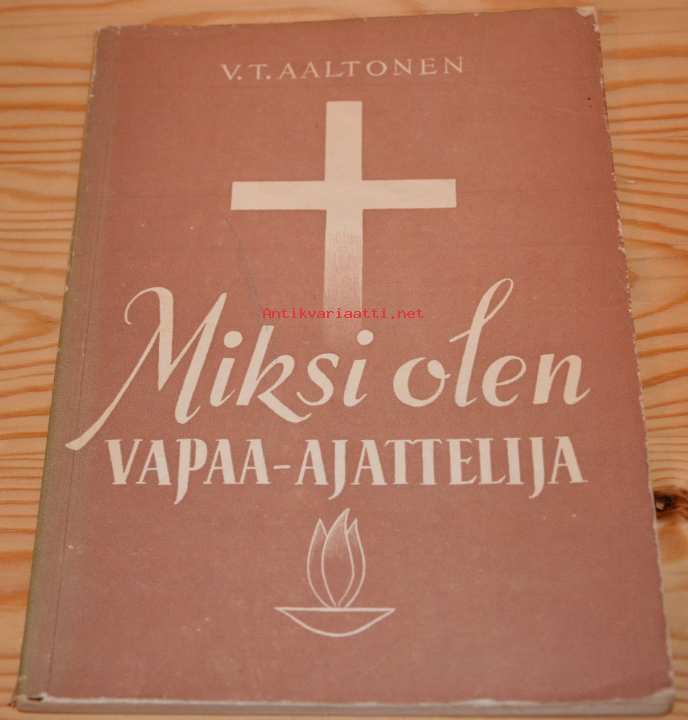 V. T. AALTONEN
Antikvariaatti.net
Miksi olen
VAPAA-AJATTELIJA